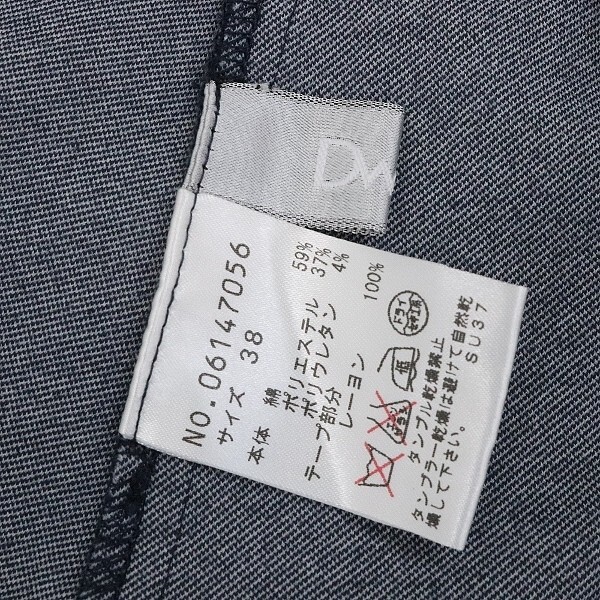 DW
NO.06147056
サイズ 38
本体 綿 59%
ポリエステル 37%
ポリウレタン 4%
テープ部分
レーヨン 100%
ドライ
タンブル乾燥禁止
タンブラー乾燥は避けて自然乾
燥して下さい。 SU37